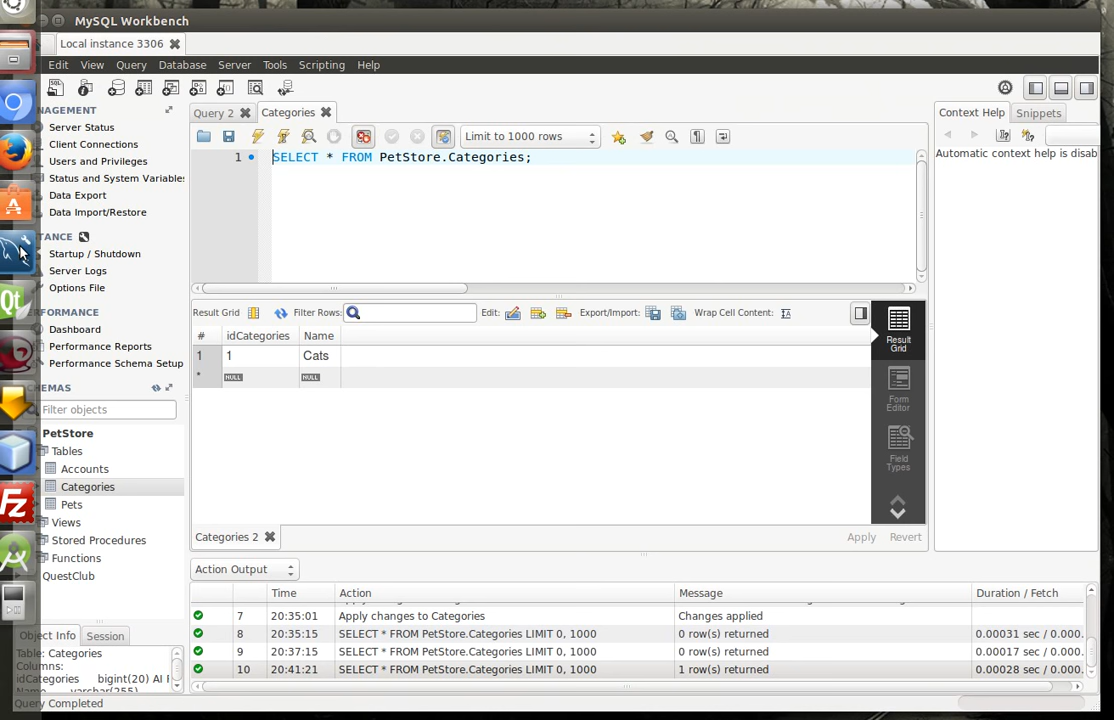 MySQL Workbench
Local instance 3306
Edit View Query Database Server Tools Scripting Help
NAGEMENT
Server Status
Client Connections
Users and Privileges
Status and System Variables
Data Export
Data Import/Restore
TANCE
Startup / Shutdown
Server Logs
Options File
ERFORMANCE
Dashboard
Performance Reports
Performance Schema Setup
HEMAS
Filter objects
PetStore
Tables
Accounts
Categories
Pets
Views
Stored Procedures
Functions
QuestClub
Object Info Session
Table: Categories
Columns:
idCategories bigint(20) AI
Name varchar(255)
Query 2 Categories
Limit to 1000 rows
1 SELECT * FROM PetStore.Categories;
Result Grid Filter Rows: Edit: Export/Import: Wrap Cell Content:
# idCategories Name
1 1 Cats
* NULL NULL
Result Grid
Form Editor
Field Types
Categories 2 Apply Revert
Context Help Snippets
Automatic context help is disab
Action Output
Time Action Message Duration / Fetch
7 20:35:01 Apply changes to Categories Changes applied
8 20:35:15 SELECT * FROM PetStore.Categories LIMIT 0, 1000 0 row(s) returned 0.00031 sec / 0.000.
9 20:37:15 SELECT * FROM PetStore.Categories LIMIT 0, 1000 0 row(s) returned 0.00017 sec / 0.000.
10 20:41:21 SELECT * FROM PetStore.Categories LIMIT 0, 1000 1 row(s) returned 0.00028 sec / 0.000.
Query Completed
Qt
Fz